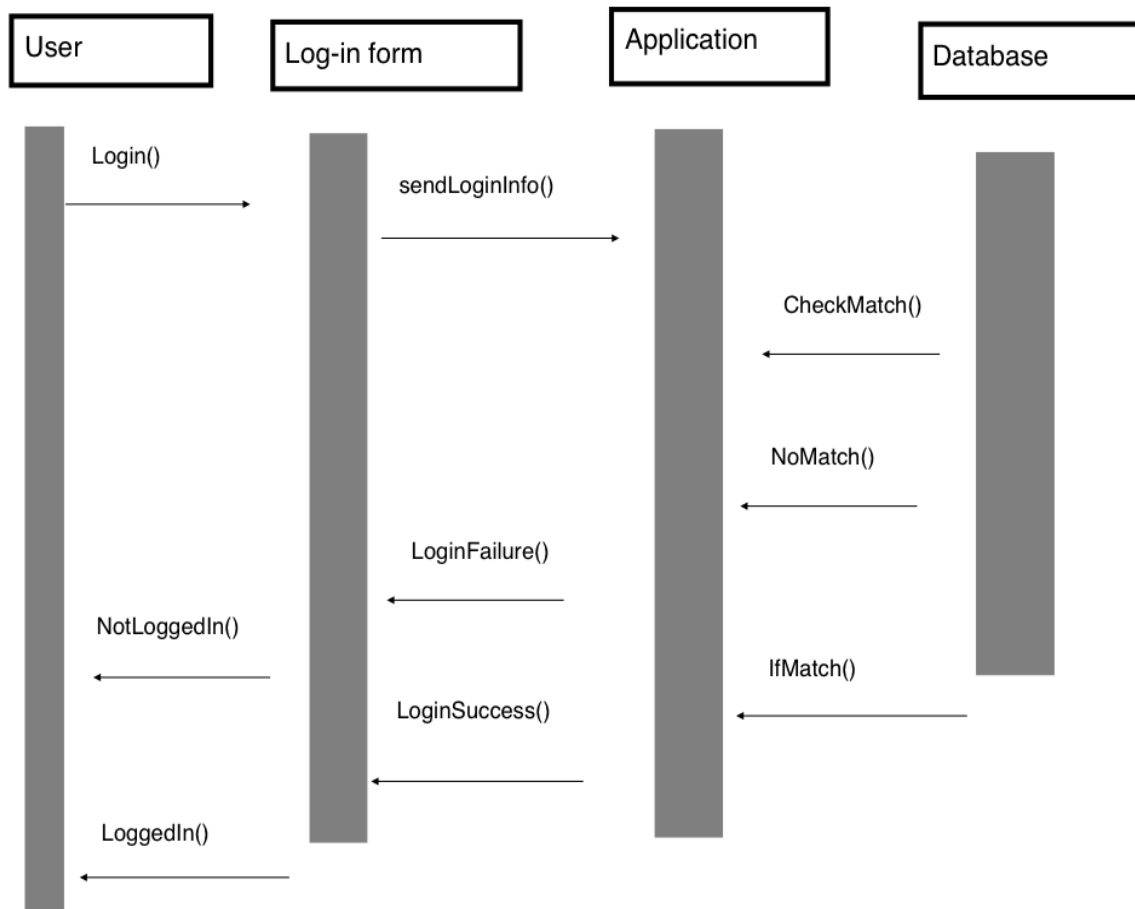 User
Log-in form
Application
Database
Login()
sendLoginInfo()
CheckMatch()
NoMatch()
LoginFailure()
NotLoggedIn()
IfMatch()
LoginSuccess()
LoggedIn()